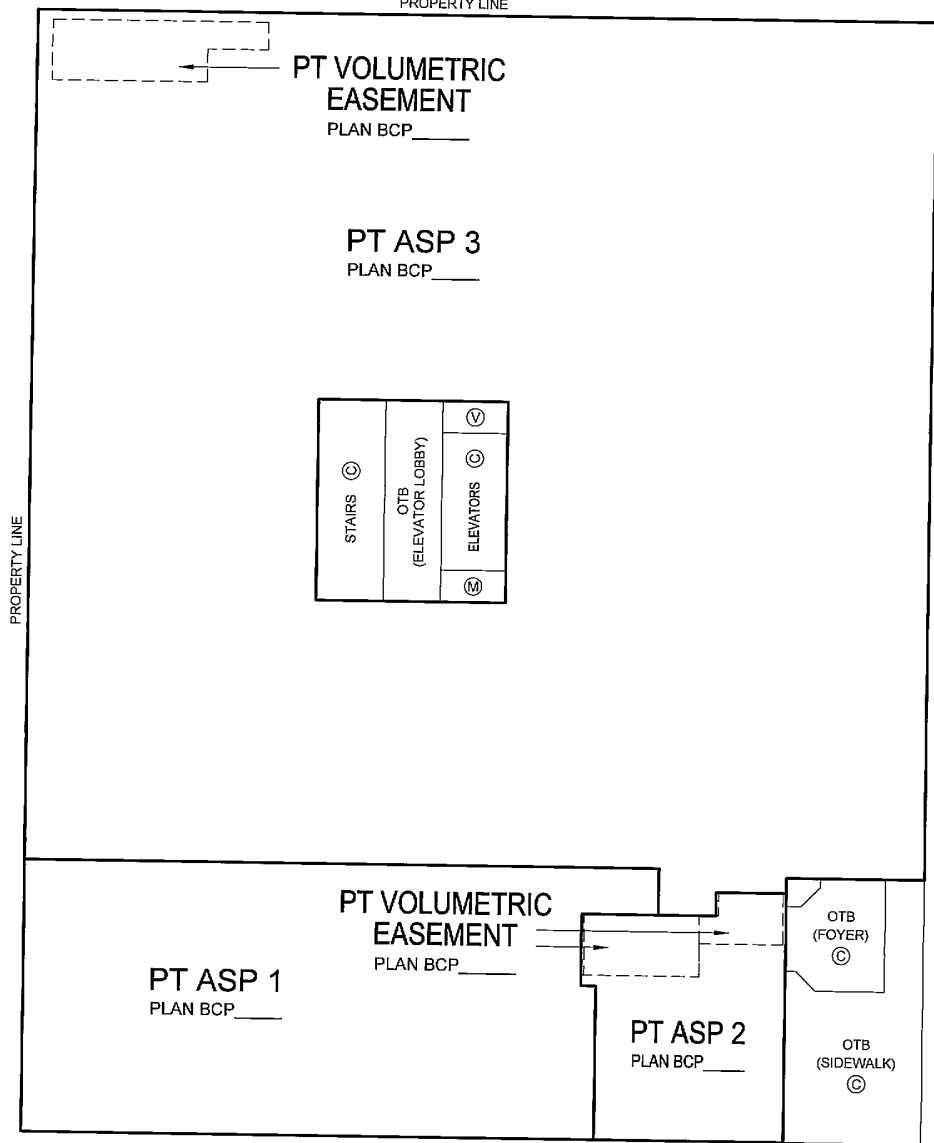 PROPERTY LINE
PT VOLUMETRIC
EASEMENT
PLAN BCP_____
PT ASP 3
PLAN BCP_____
STAIRS Ⓒ
OTB
(ELEVATOR LOBBY)
Ⓥ
ELEVATORS Ⓒ
Ⓜ
PROPERTY LINE
PT VOLUMETRIC
EASEMENT
PLAN BCP_____
PT ASP 1
PLAN BCP_____
PT ASP 2
PLAN BCP_____
OTB
(FOYER)
Ⓒ
OTB
(SIDEWALK)
Ⓒ